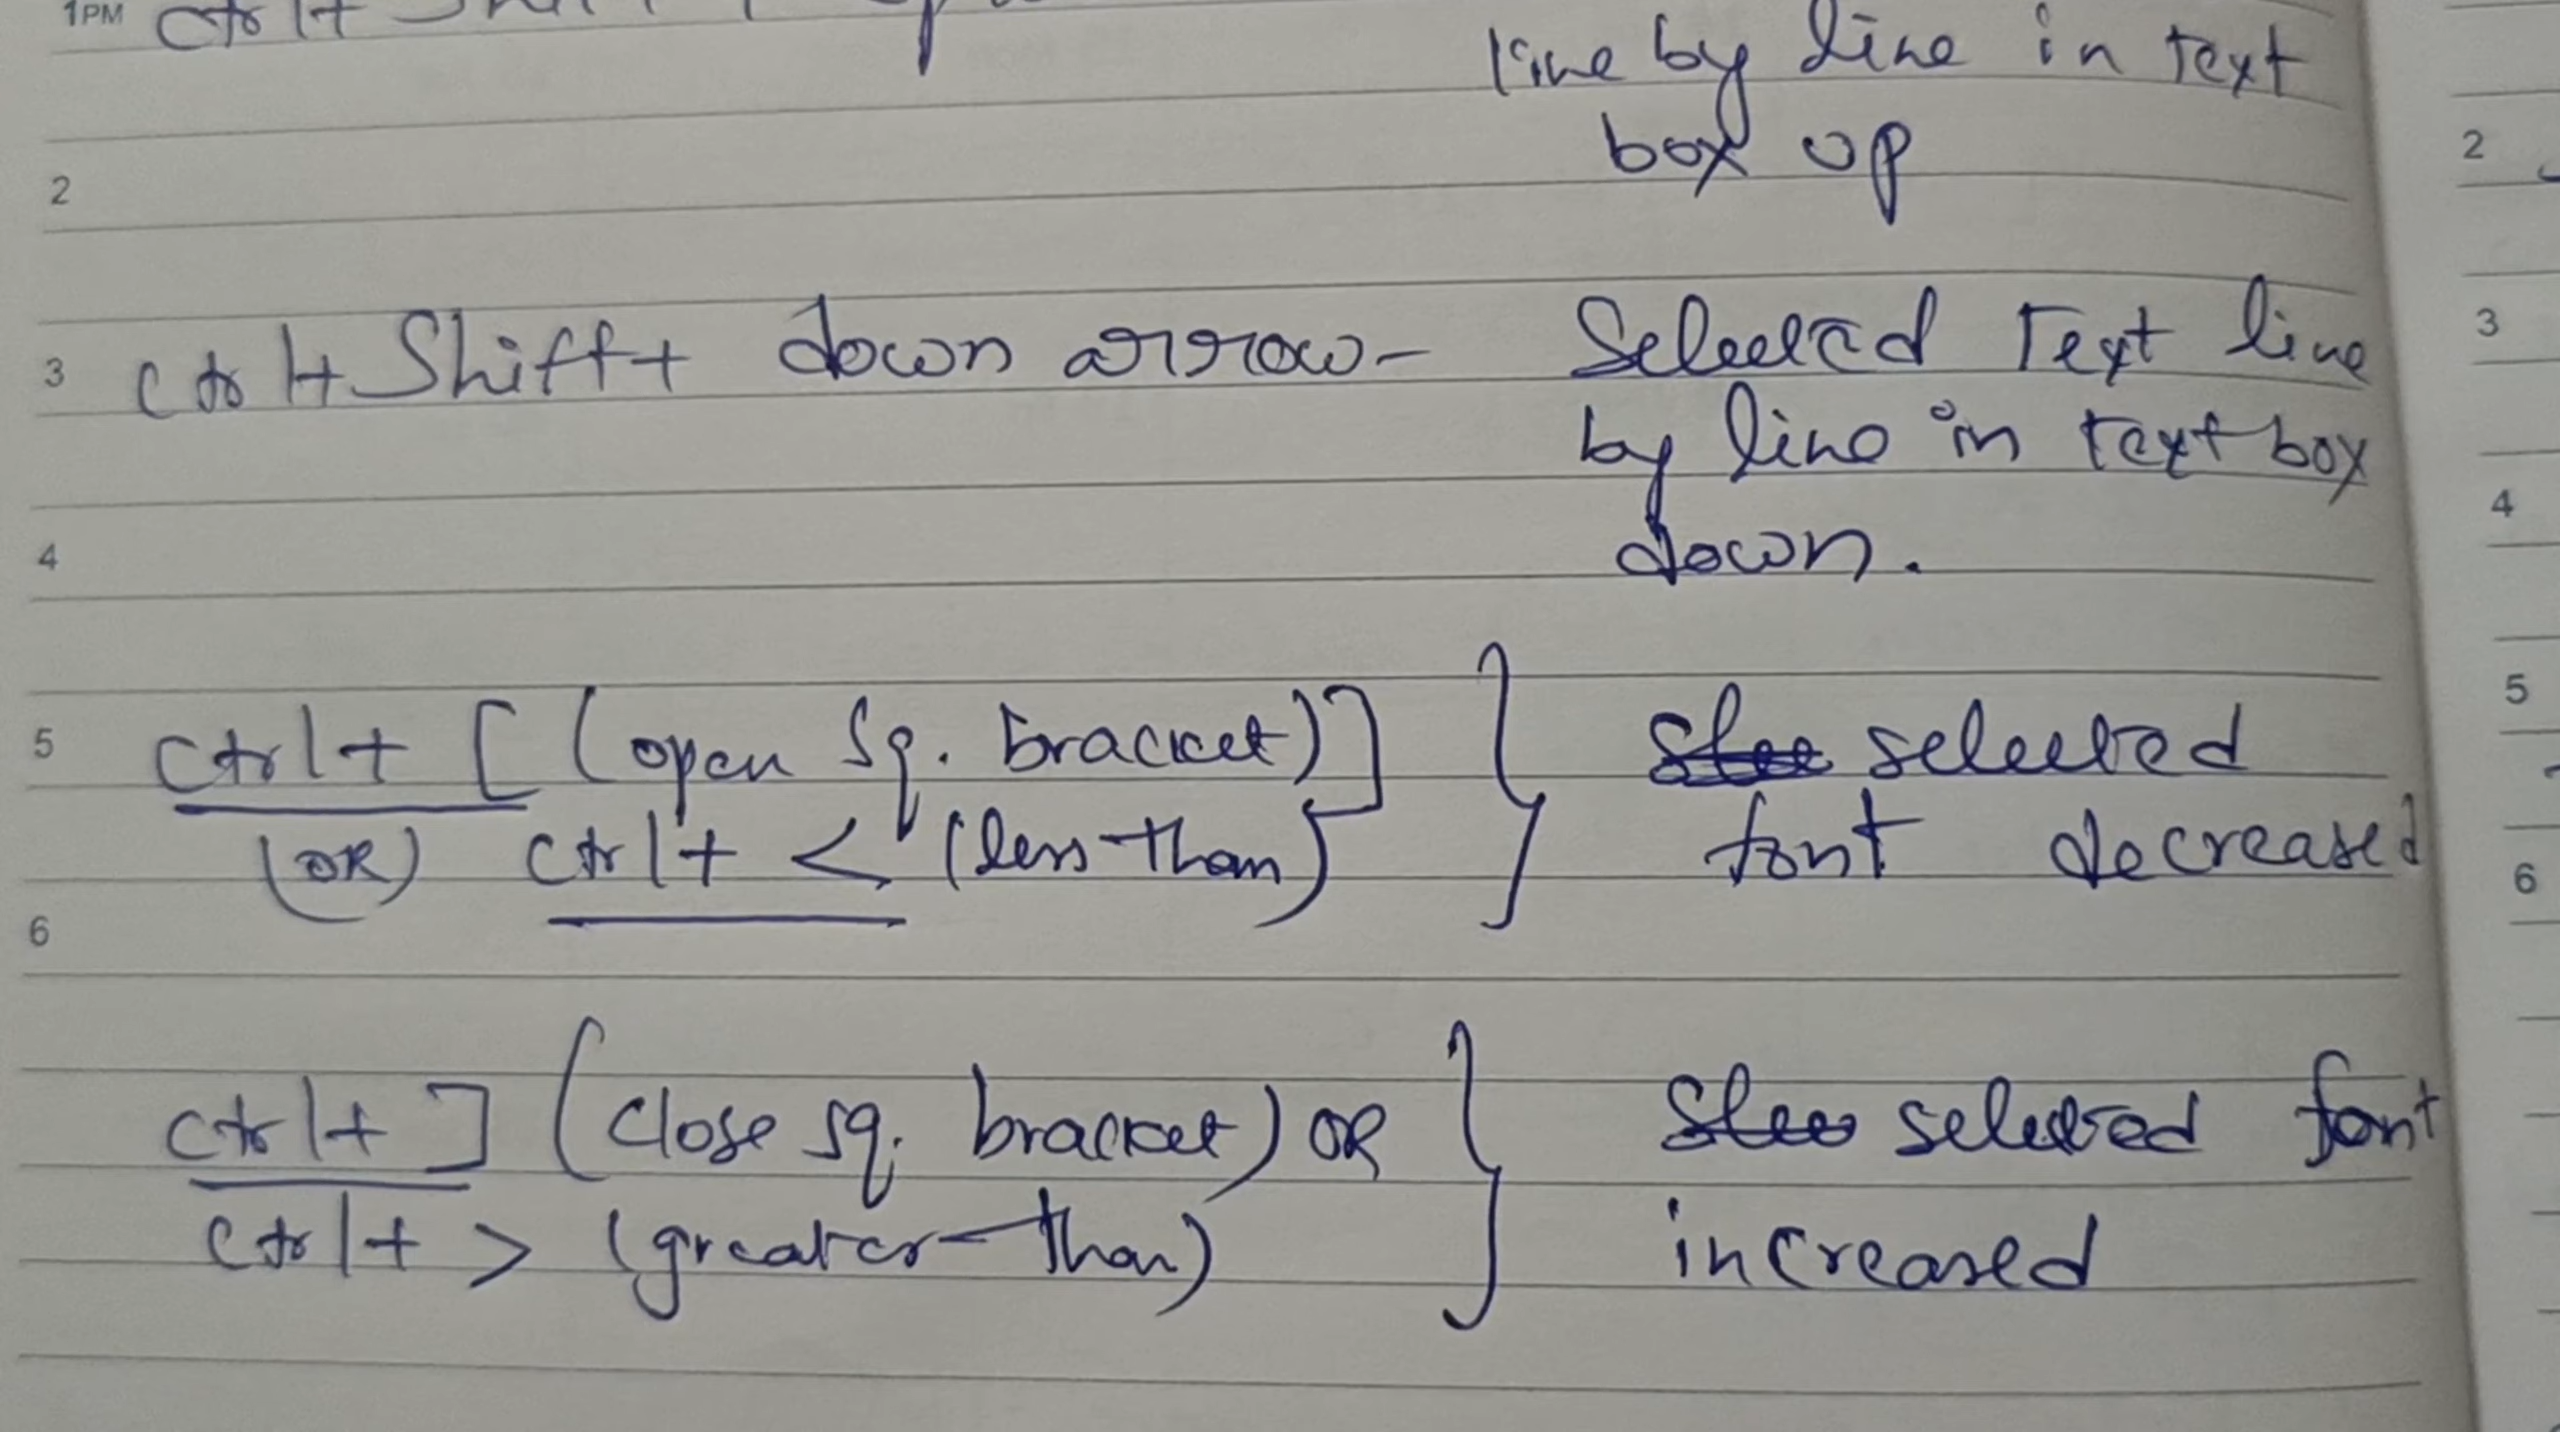 1PM ctrl+ Shift +
line by line in text
box up
2
2
3 ctrl+ Shift+ down arrow- Selected Text line
3
by line in text box
4
4 down.
5
5 ctrl+ [ (open Sq. bracket)] } selected
(OR) ctrl+ < (less-than) font decreased
6
6
ctrl+ ] (Close sq. bracket) OR } selected font
ctrl+ > (greater-than) increased